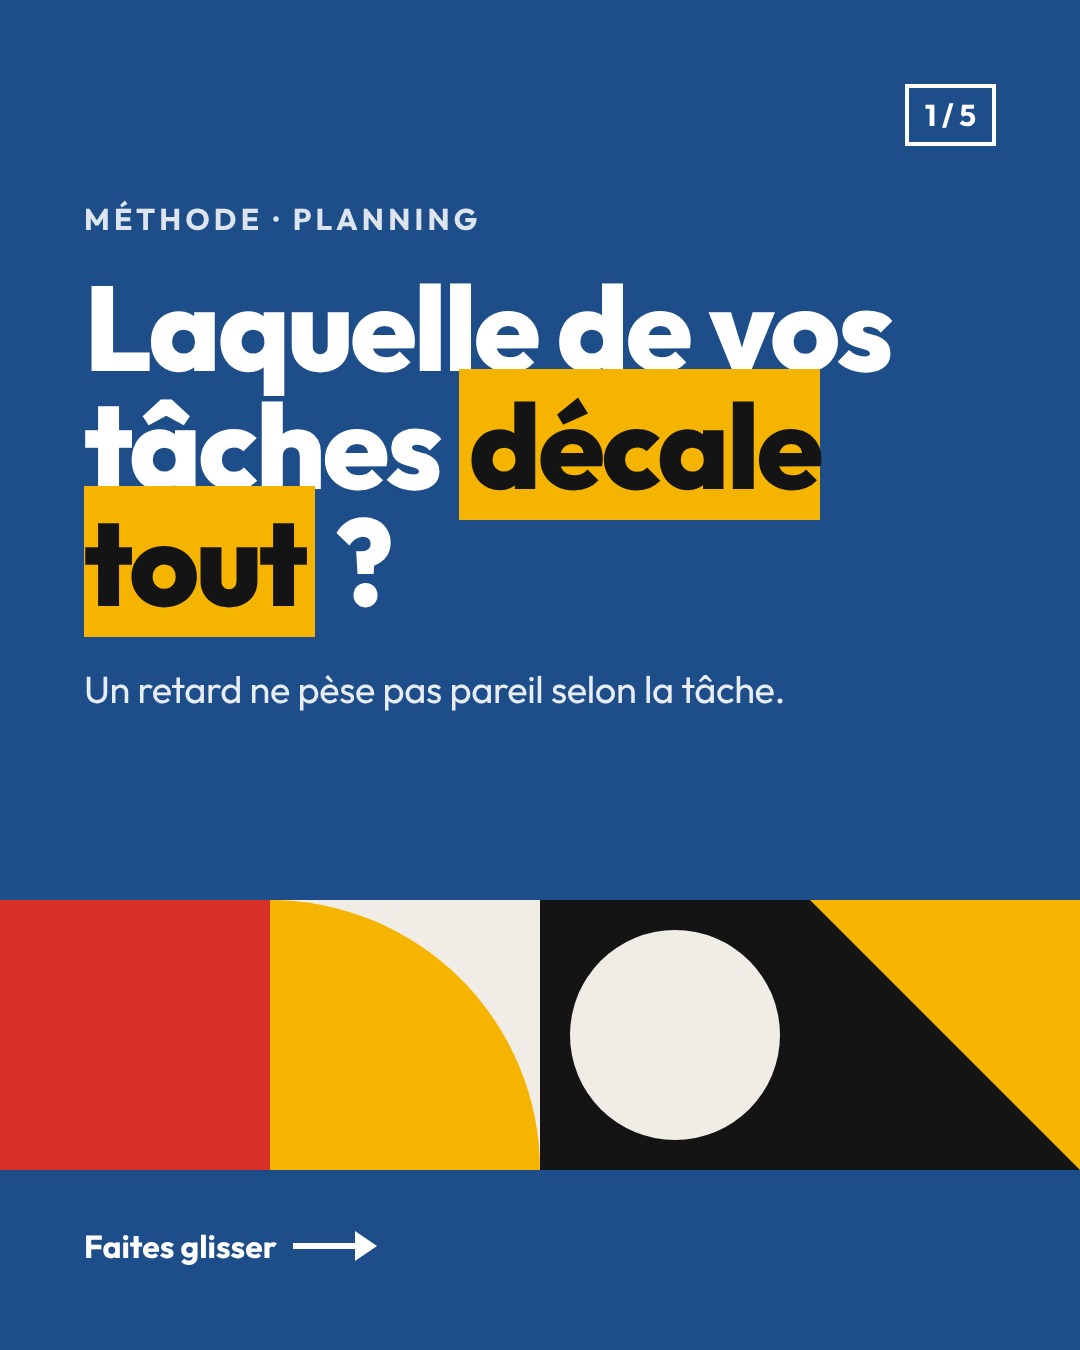 1 / 5
MÉTHODE · PLANNING
Laquelle de vos
tâches décale
tout ?
Un retard ne pèse pas pareil selon la tâche.
Faites glisser